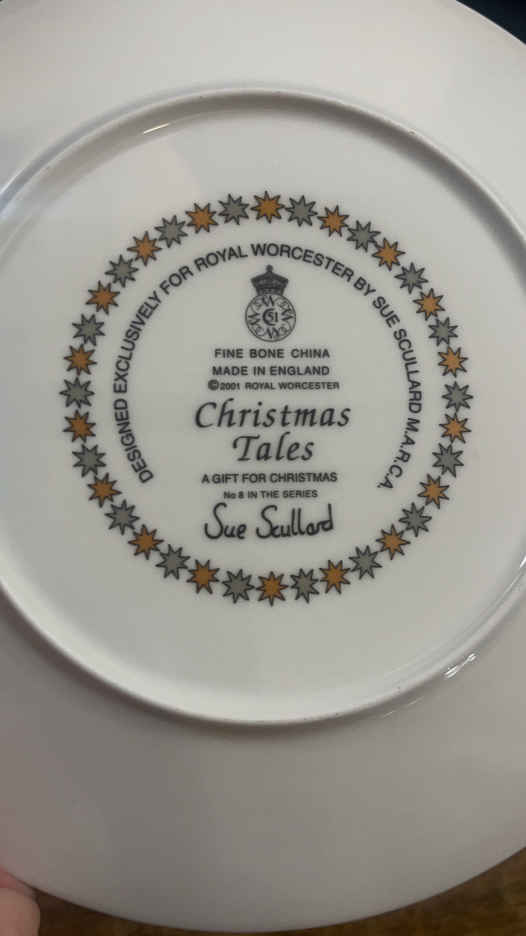 DESIGNED EXCLUSIVELY FOR ROYAL WORCESTER BY SUE SCULLARD M.A.R.C.A.
51
FINE BONE CHINA
MADE IN ENGLAND
©2001 ROYAL WORCESTER
Christmas
Tales
A GIFT FOR CHRISTMAS
No 8 IN THE SERIES
Sue Scullard